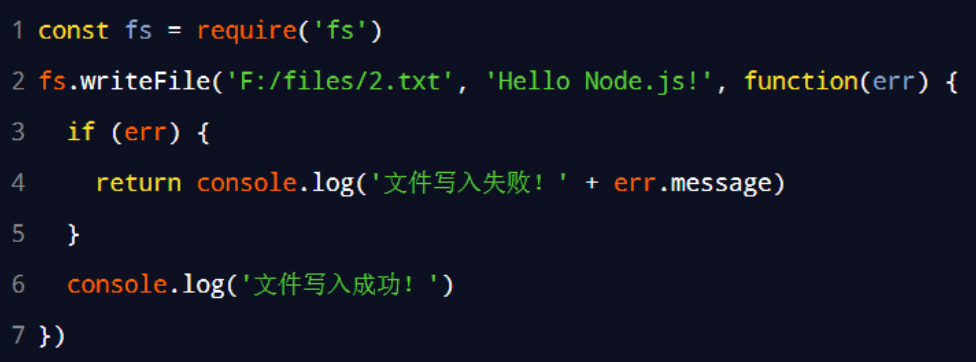 1 const fs = require('fs')
2 fs.writeFile('F:/files/2.txt', 'Hello Node.js!', function(err) {
3   if (err) {
4     return console.log('文件写入失败！' + err.message)
5   }
6   console.log('文件写入成功！')
7 })